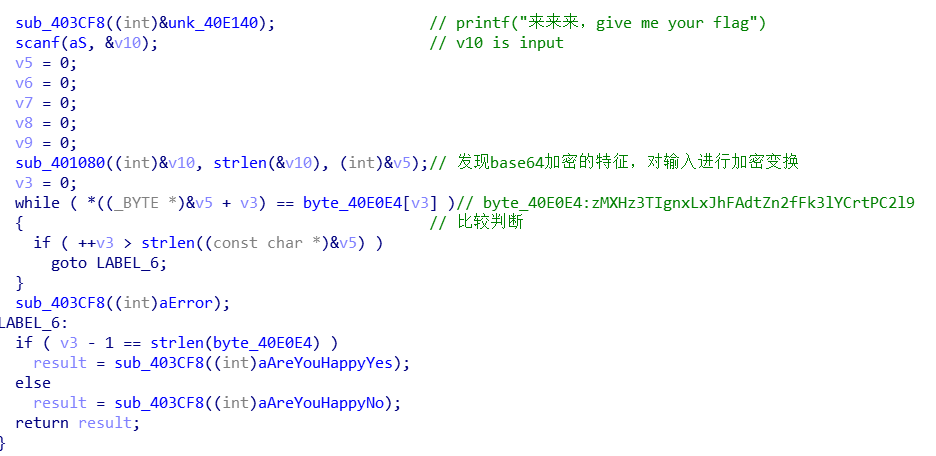 sub_403CF8((int)&unk_40E140); // printf("来来来，give me your flag")
scanf(aS, &v10); // v10 is input
v5 = 0;
v6 = 0;
v7 = 0;
v8 = 0;
v9 = 0;
sub_401080((int)&v10, strlen(&v10), (int)&v5);// 发现base64加密的特征，对输入进行加密变换
v3 = 0;
while ( *((_BYTE *)&v5 + v3) == byte_40E0E4[v3] )// byte_40E0E4:zMXHz3TIgnxLxJhFAdtZn2fFk3lYCrtPC2l9
{ // 比较判断
if ( ++v3 > strlen((const char *)&v5) )
goto LABEL_6;
}
sub_403CF8((int)aError);
LABEL_6:
if ( v3 - 1 == strlen(byte_40E0E4) )
result = sub_403CF8((int)aAreYouHappyYes);
else
result = sub_403CF8((int)aAreYouHappyNo);
return result;
}